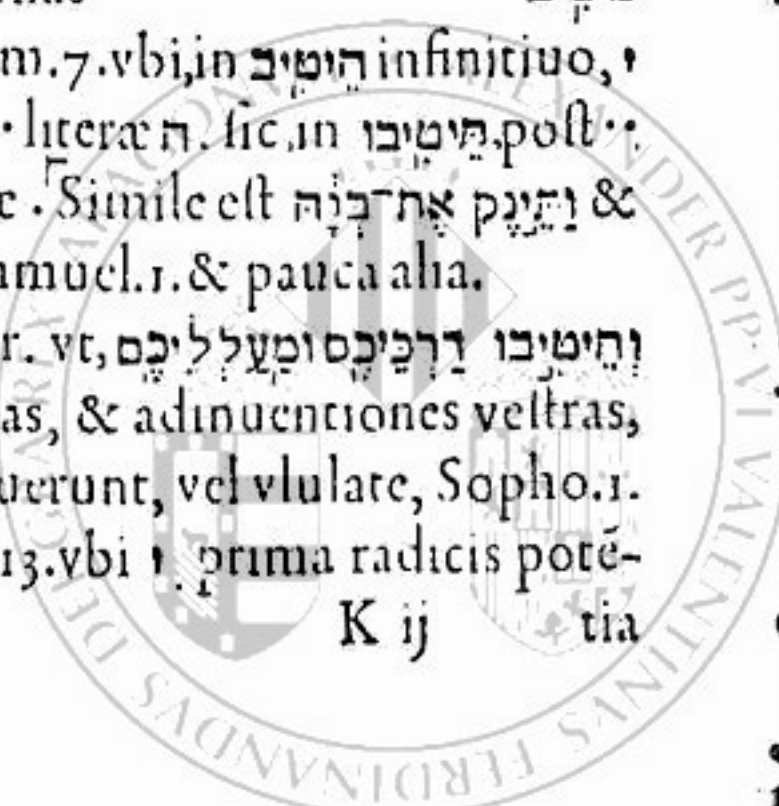 m.7.vbi,in הֵיטִיב infinitiuo, י
literæ ה. sic,in תֵּיטִיבוּ, post
e. Simile est וַתֵּינֶק אֶת־בְּנָהּ &
amuel.1.& pauca alia.
r. vt, וְהֵיטִיבוּ דַרְכֵיכֶם וּמַעַלְלֵיכֶם
as, & adinuentiones vestras,
uerunt, vel vlulate, Sopho.1.
13.vbi י prima radicis potē-
K ij tia